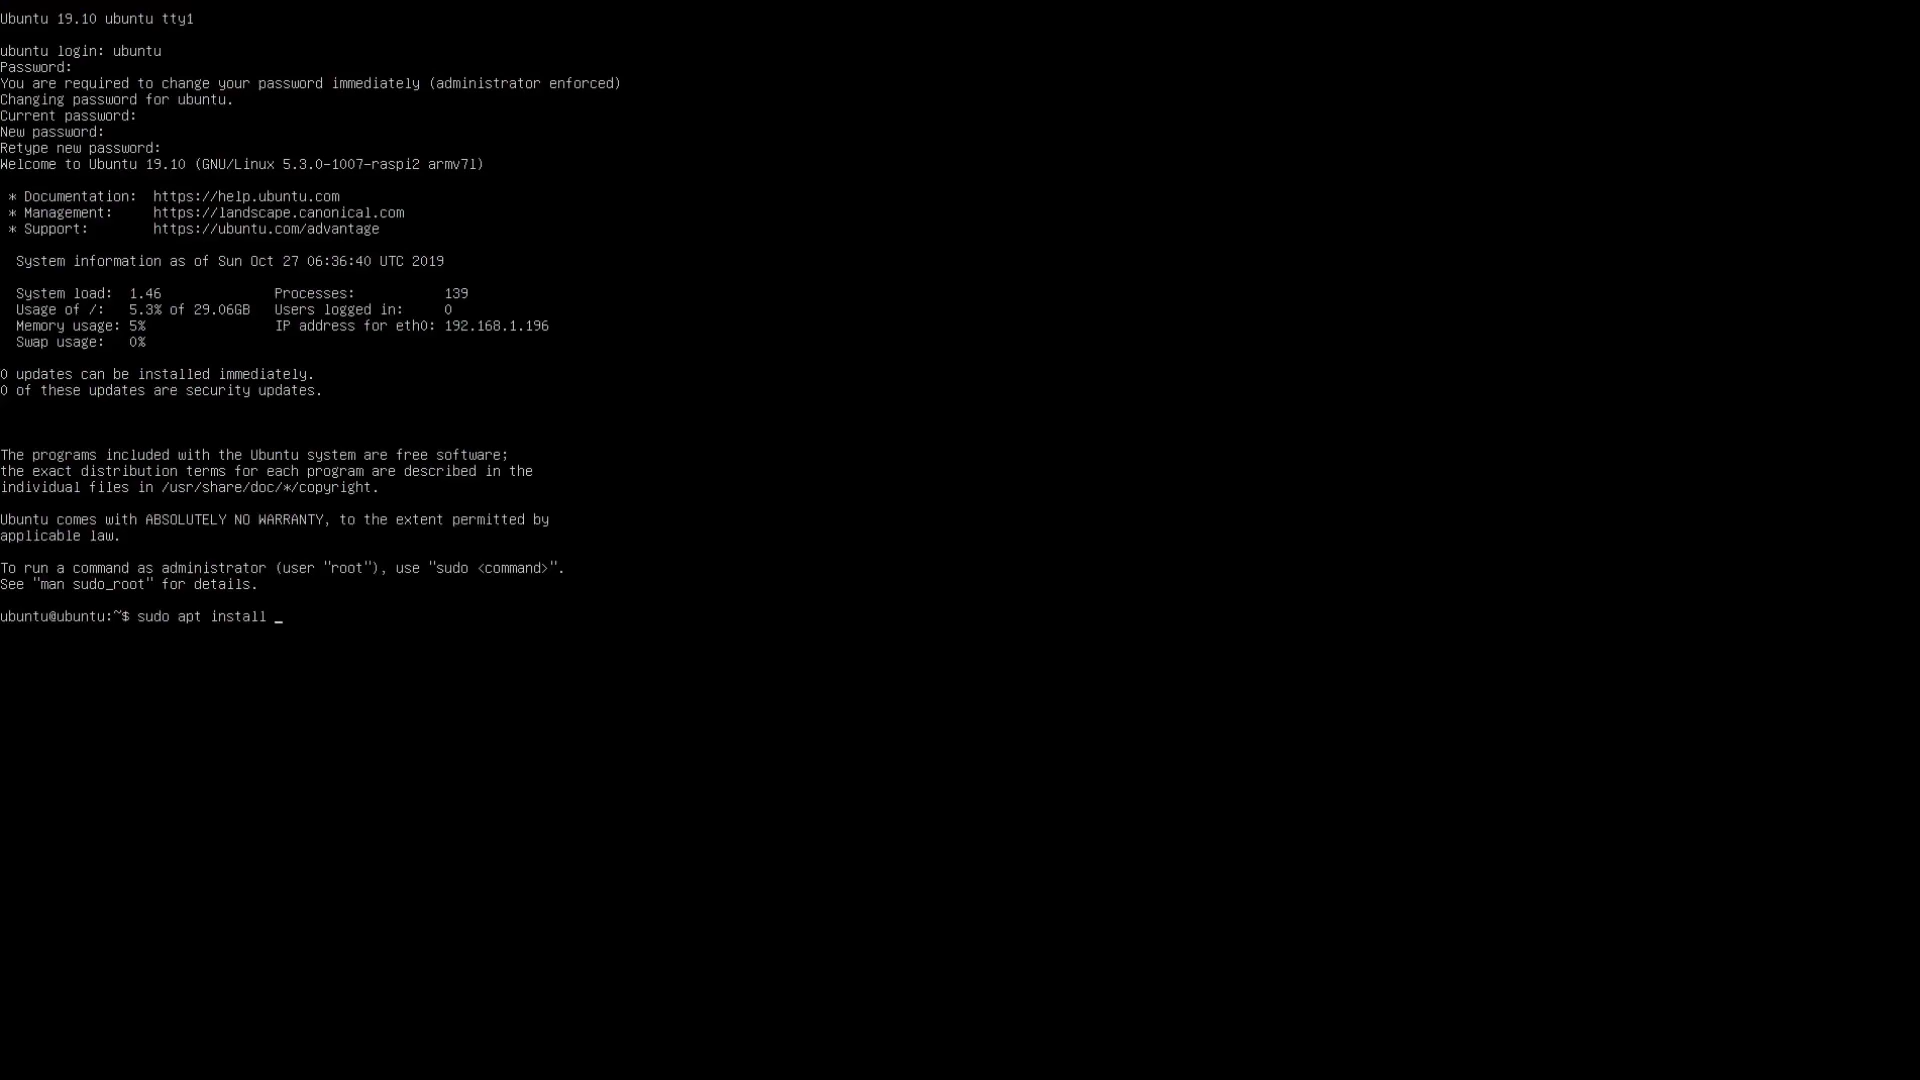 Ubuntu 19.10 ubuntu tty1
ubuntu login: ubuntu
Password:
You are required to change your password immediately (administrator enforced)
Changing password for ubuntu.
Current password:
New password:
Retype new password:
Welcome to Ubuntu 19.10 (GNU/Linux 5.3.0-1007-raspi2 armv7l)
* Documentation: https://help.ubuntu.com
* Management: https://landscape.canonical.com
* Support: https://ubuntu.com/advantage
System information as of Sun Oct 27 06:36:40 UTC 2019
System load: 1.46 Processes: 139
Usage of /: 5.3% of 29.06GB Users logged in: 0
Memory usage: 5% IP address for eth0: 192.168.1.196
Swap usage: 0%
0 updates can be installed immediately.
0 of these updates are security updates.
The programs included with the Ubuntu system are free software;
the exact distribution terms for each program are described in the
individual files in /usr/share/doc/*/copyright.
Ubuntu comes with ABSOLUTELY NO WARRANTY, to the extent permitted by
applicable law.
To run a command as administrator (user "root"), use "sudo <command>".
See "man sudo_root" for details.
ubuntu@ubuntu:~$ sudo apt install _